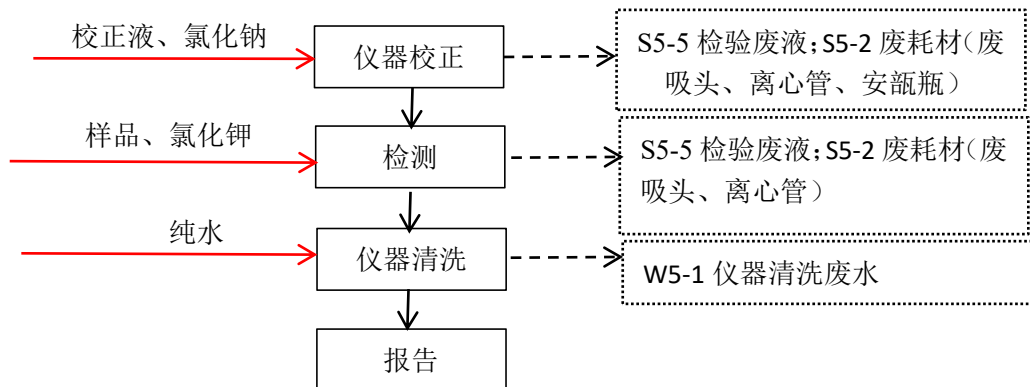 校正液、氯化钠
仪器校正
S5-5 检验废液;S5-2 废耗材（废
吸头、离心管、安瓿瓶）
样品、氯化钾
检测
S5-5 检验废液;S5-2 废耗材（废
吸头、离心管）
纯水
仪器清洗
W5-1 仪器清洗废水
报告